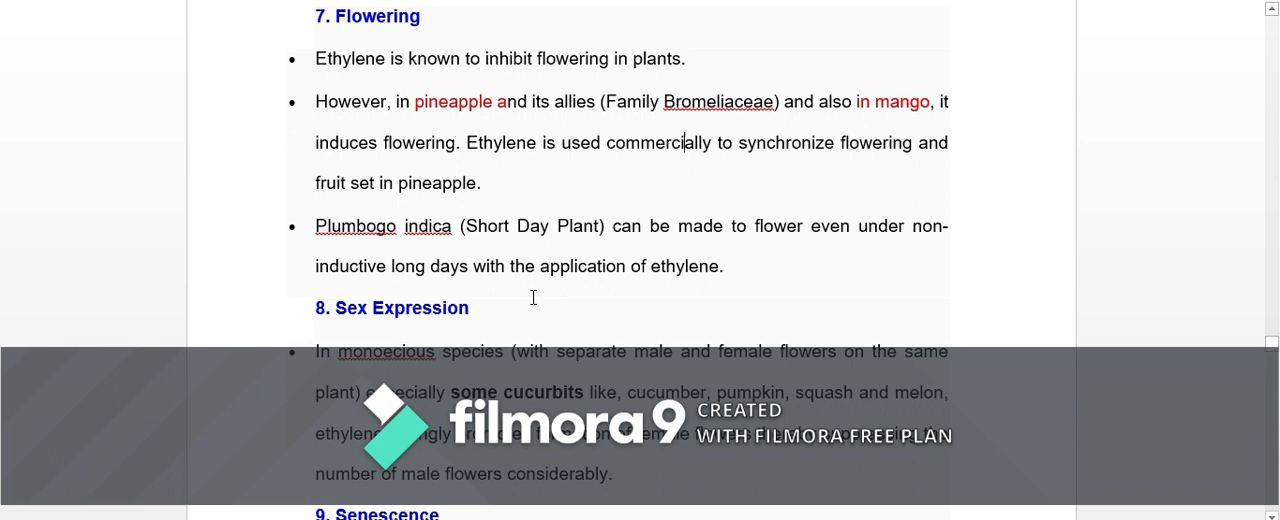 7. Flowering
• Ethylene is known to inhibit flowering in plants.
• However, in pineapple and its allies (Family Bromeliaceae) and also in mango, it
induces flowering. Ethylene is used commercially to synchronize flowering and
fruit set in pineapple.
• Plumbogo indica (Short Day Plant) can be made to flower even under non-
inductive long days with the application of ethylene.
8. Sex Expression
• In monoecious species (with separate male and female flowers on the same
plant) especially some cucurbits like, cucumber, pumpkin, squash and melon,
ethylene
number of male flowers considerably.
9. Senescence
filmora9 CREATED
WITH FILMORA FREE PLAN